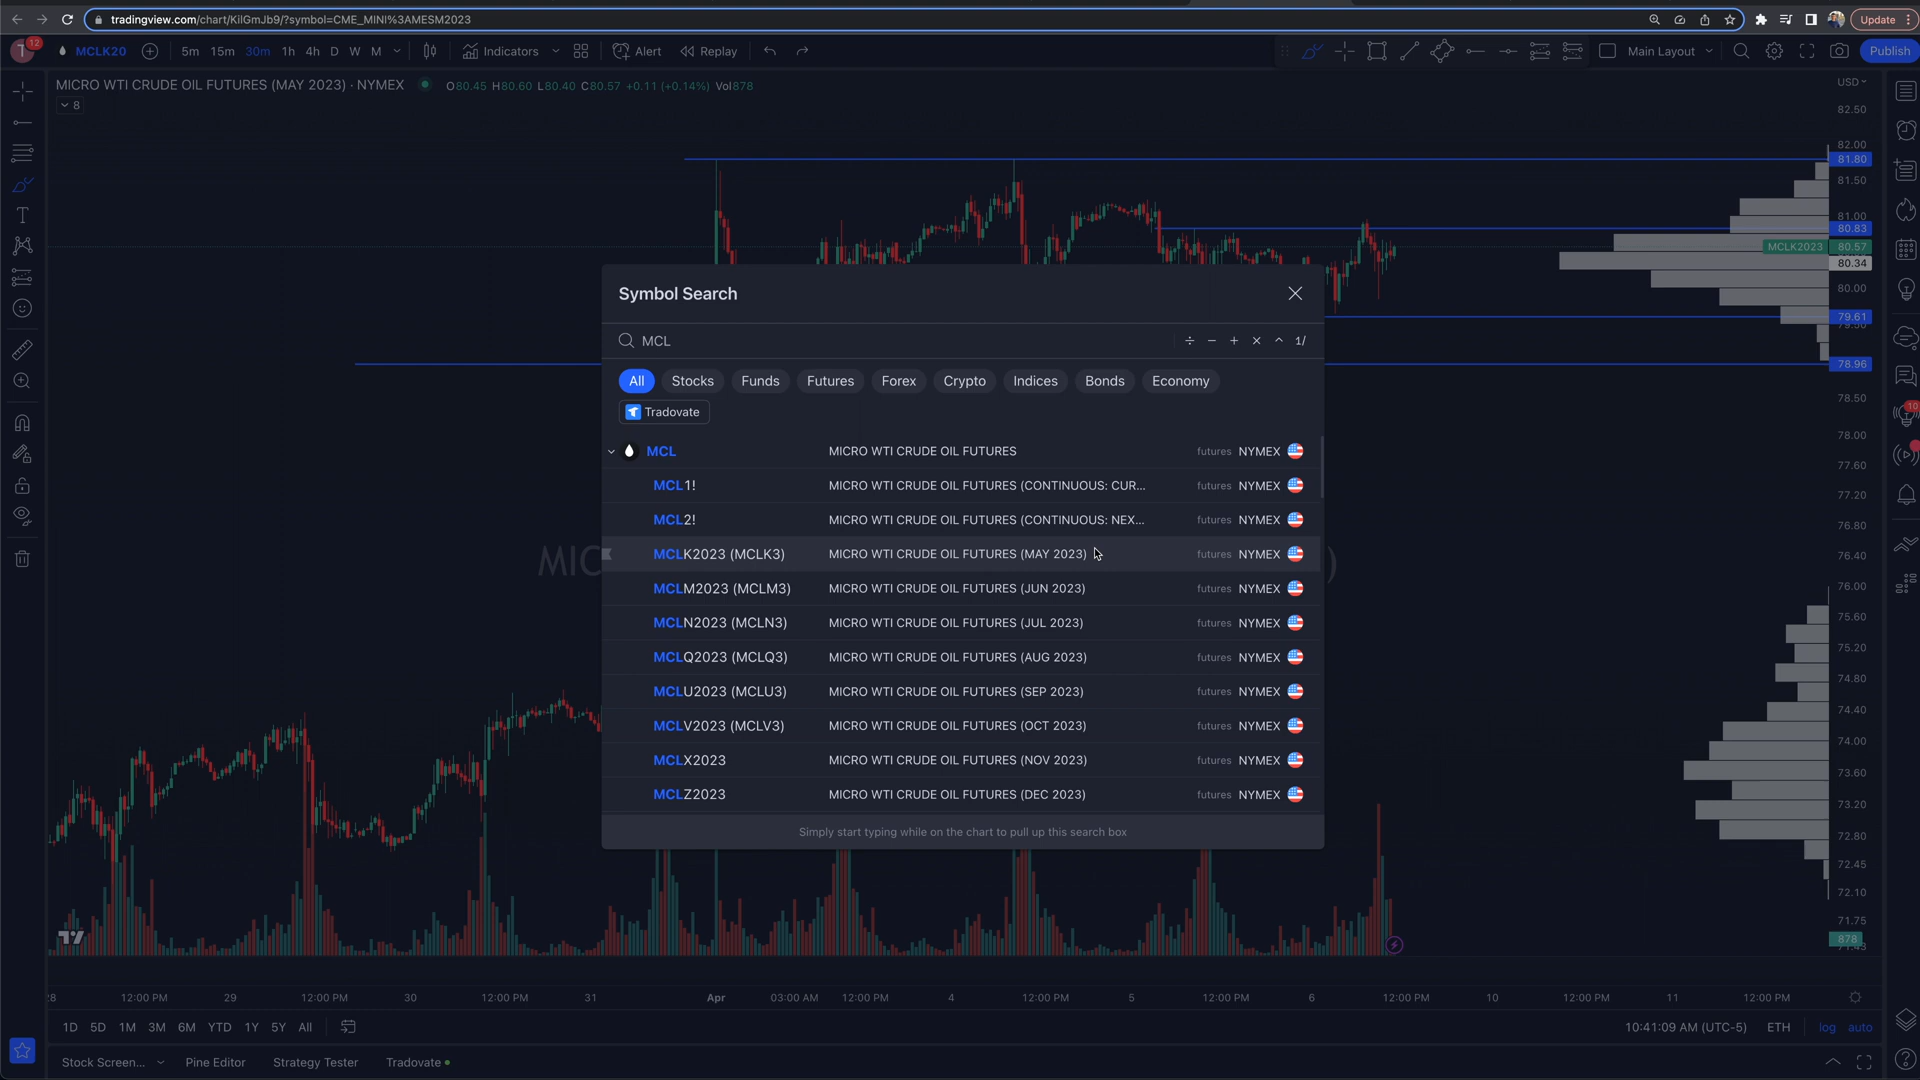 tradingview.com/chart/KilGmJb9/?symbol=CME_MINI%3AMESM2023
Update
T
12
MCLK20
5m 15m 30m 1h 4h D W M
Indicators
Alert
Replay
Main Layout
Publish
MICRO WTI CRUDE OIL FUTURES (MAY 2023) · NYMEX
O80.45 H80.60 L80.40 C80.57 +0.11 (+0.14%) Vol878
8
USD
82.50
82.00
81.80
81.50
81.00
80.83
MCLK2023 80.57
80.34
80.00
79.61
79.50
78.96
78.50
78.00
77.60
77.20
76.80
76.40
76.00
75.60
75.20
74.80
74.40
74.00
73.60
73.20
72.80
72.45
72.10
71.75
878
10
MIC
)
Symbol Search
MCL
÷ − + × ^ 1/
All Stocks Funds Futures Forex Crypto Indices Bonds Economy
Tradovate
MCL MICRO WTI CRUDE OIL FUTURES futures NYMEX
MCL1! MICRO WTI CRUDE OIL FUTURES (CONTINUOUS: CUR... futures NYMEX
MCL2! MICRO WTI CRUDE OIL FUTURES (CONTINUOUS: NEX... futures NYMEX
MCLK2023 (MCLK3) MICRO WTI CRUDE OIL FUTURES (MAY 2023) futures NYMEX
MCLM2023 (MCLM3) MICRO WTI CRUDE OIL FUTURES (JUN 2023) futures NYMEX
MCLN2023 (MCLN3) MICRO WTI CRUDE OIL FUTURES (JUL 2023) futures NYMEX
MCLQ2023 (MCLQ3) MICRO WTI CRUDE OIL FUTURES (AUG 2023) futures NYMEX
MCLU2023 (MCLU3) MICRO WTI CRUDE OIL FUTURES (SEP 2023) futures NYMEX
MCLV2023 (MCLV3) MICRO WTI CRUDE OIL FUTURES (OCT 2023) futures NYMEX
MCLX2023 MICRO WTI CRUDE OIL FUTURES (NOV 2023) futures NYMEX
MCLZ2023 MICRO WTI CRUDE OIL FUTURES (DEC 2023) futures NYMEX
Simply start typing while on the chart to pull up this search box
28 12:00 PM 29 12:00 PM 30 12:00 PM 31 Apr 03:00 AM 12:00 PM 4 12:00 PM 5 12:00 PM 6 12:00 PM 10 12:00 PM 11 12:00 PM
1D 5D 1M 3M 6M YTD 1Y 5Y All
10:41:09 AM (UTC-5) ETH log auto
Stock Screen... Pine Editor Strategy Tester Tradovate